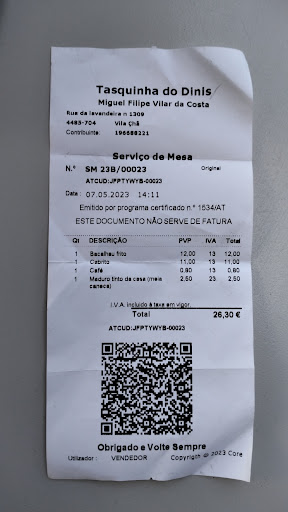 Tasquinha do Dinis
Miguel Filipe Vilar da Costa
Rua da lavandeira n 1309
4485-704 Vila Chã
Contribuinte: 196688221
Serviço de Mesa
N.º SM 23B/00023 Original
ATCUD:JFPTYWYB-00023
Data : 07.05.2023 14:11
Emitido por programa certificado n.º 1534/AT
ESTE DOCUMENTO NÃO SERVE DE FATURA
Qt DESCRIÇÃO PVP IVA Total
1 Bacalhau frito 12,00 13 12,00
1 Cabrito 11,00 13 11,00
1 Café 0,80 13 0,80
1 Maduro tinto da casa (meia caneca) 2,50 23 2,50
I.V.A. incluído à taxa em vigor.
Total 26,30 €
ATCUD:JFPTYWYB-00023
Obrigado e Volte Sempre
Utilizador : VENDEDOR Copyright © 2023 Core